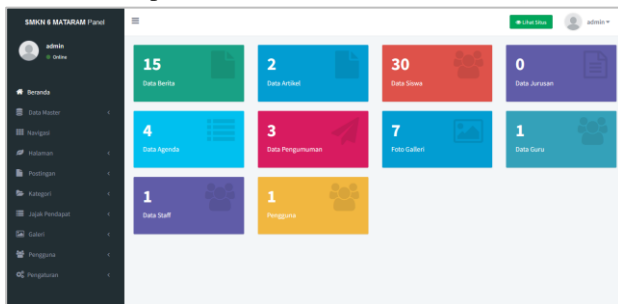 SMKN 6 MATARAM Panel
Lihat Situs
admin
admin
Online
15
Data Berita
2
Data Artikel
30
Data Siswa
0
Data Jurusan
Beranda
Data Master
Navigasi
Halaman
Postingan
Kategori
Jajak Pendapat
Galeri
Pengguna
Pengaturan
4
Data Agenda
3
Data Pengumuman
7
Foto Galleri
1
Data Guru
1
Data Staff
1
Pengguna